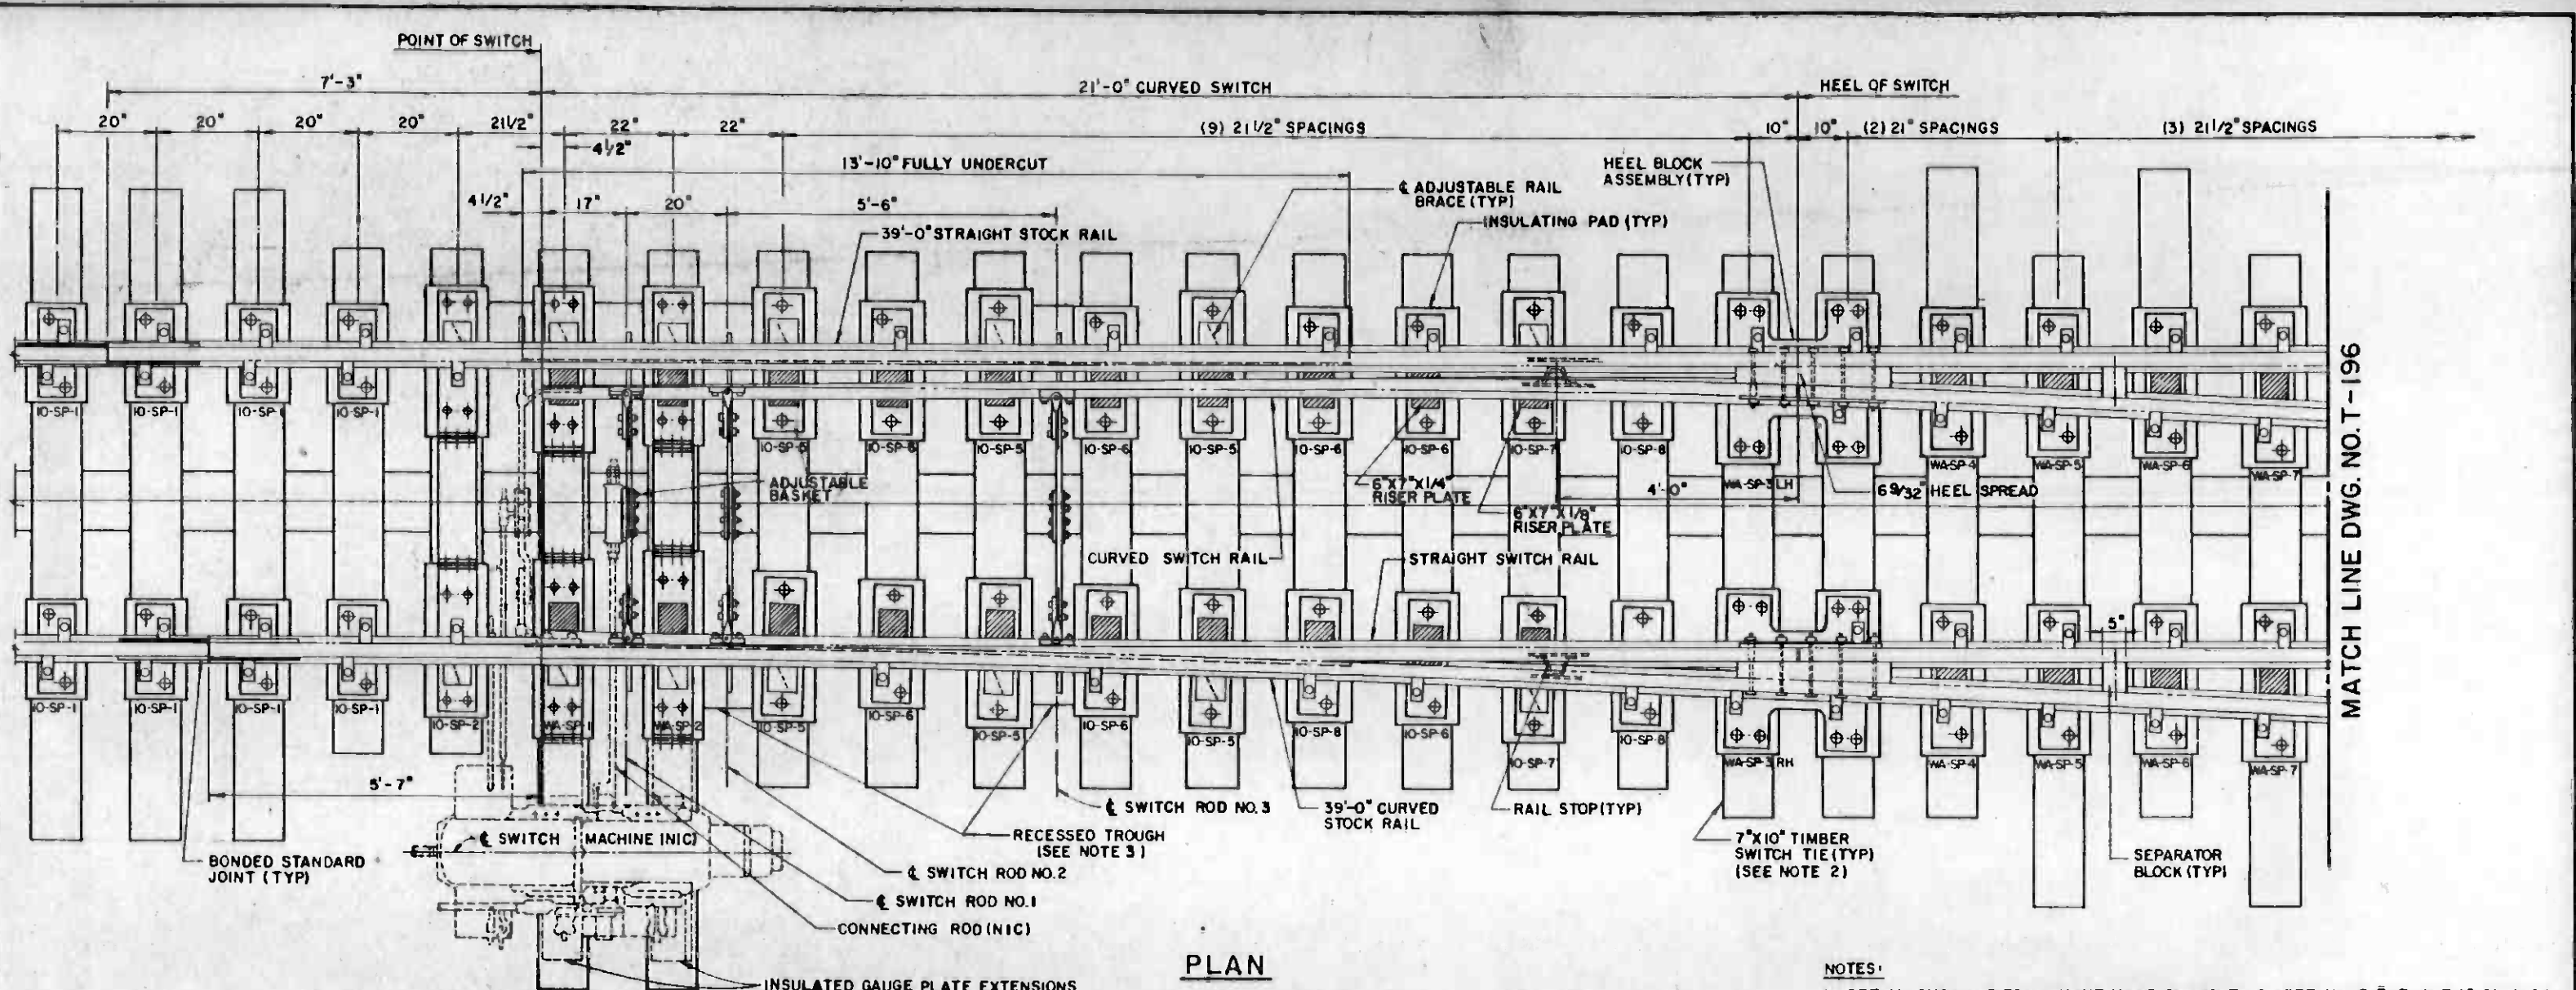 POINT OF SWITCH
7'-3"
21'-0" CURVED SWITCH
HEEL OF SWITCH
20"
20"
20"
20"
21 1/2"
22"
22"
(9) 21 1/2" SPACINGS
10"
10"
(2) 21" SPACINGS
(3) 21 1/2" SPACINGS
4 1/2"
13'-10" FULLY UNDERCUT
HEEL BLOCK
ASSEMBLY (TYP)
℄ ADJUSTABLE RAIL
BRACE (TYP)
4 1/2"
17"
20"
5'-6"
INSULATING PAD (TYP)
39'-0" STRAIGHT STOCK RAIL
MATCH LINE DWG. NO. T-196
10-SP-1
10-SP-1
10-SP-1
10-SP-1
10-SP-5
10-SP-5
10-SP-6
10-SP-5
10-SP-6
10-SP-6
10-SP-7
10-SP-8
WA-SP-3 LH
WA-SP-4
WA-SP-5
WA-SP-6
WA-SP-7
ADJUSTABLE
BASKET
6"X7"X1/4"
RISER PLATE
4'-0"
6 9/32" HEEL SPREAD
6"X7"X1/8"
RISER PLATE
CURVED SWITCH RAIL
STRAIGHT SWITCH RAIL
5"
10-SP-1
10-SP-1
10-SP-1
10-SP-1
10-SP-2
WA-SP-1
WA-SP-2
10-SP-5
10-SP-6
10-SP-5
10-SP-6
10-SP-5
10-SP-8
10-SP-6
10-SP-7
10-SP-8
WA-SP-3 RH
WA-SP-4
WA-SP-5
WA-SP-6
WA-SP-7
5'-7"
℄ SWITCH ROD NO.3
39'-0" CURVED
STOCK RAIL
RAIL STOP (TYP)
℄ SWITCH MACHINE (NIC)
RECESSED TROUGH
(SEE NOTE 3)
7"X10" TIMBER
SWITCH TIE (TYP)
(SEE NOTE 2)
SEPARATOR
BLOCK (TYP)
BONDED STANDARD
JOINT (TYP)
℄ SWITCH ROD NO.2
℄ SWITCH ROD NO.1
CONNECTING ROD (NIC)
PLAN
INSULATED GAUGE PLATE EXTENSIONS
NOTES: